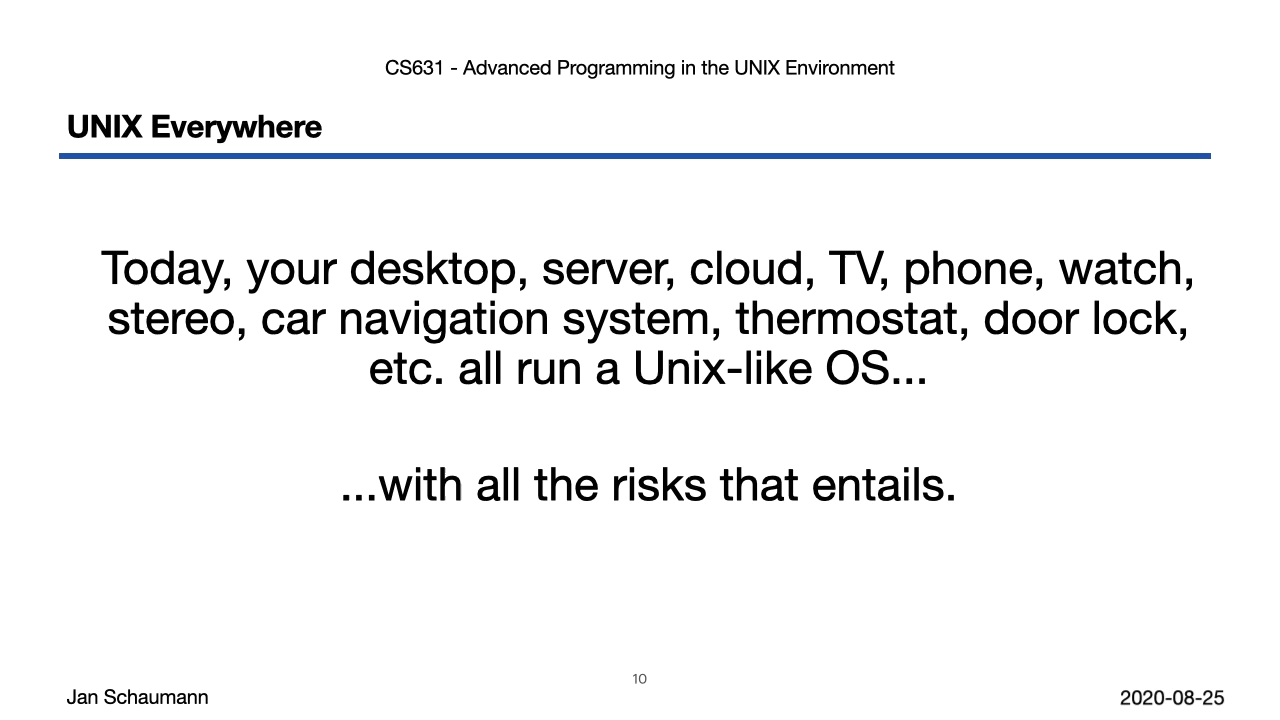 CS631 - Advanced Programming in the UNIX Environment
UNIX Everywhere
Today, your desktop, server, cloud, TV, phone, watch,
stereo, car navigation system, thermostat, door lock,
etc. all run a Unix-like OS...
...with all the risks that entails.
10
Jan Schaumann
2020-08-25